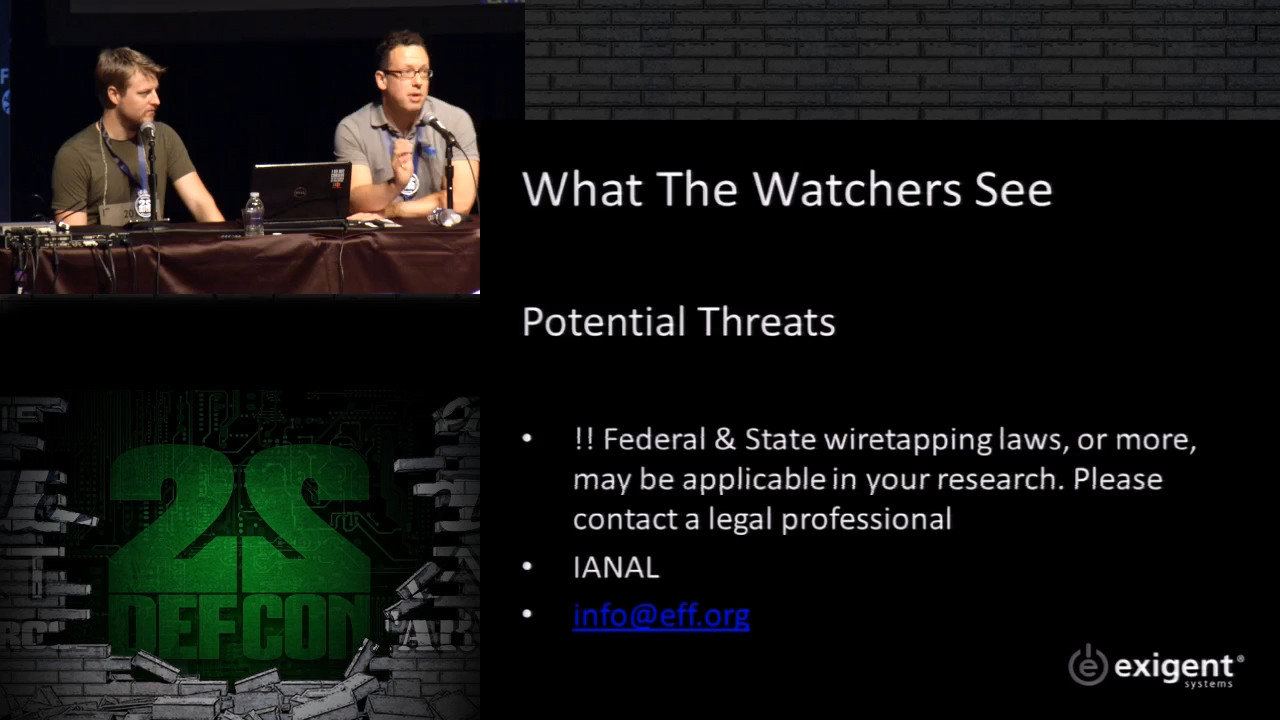 What The Watchers See
Potential Threats
• !! Federal & State wiretapping laws, or more,
may be applicable in your research. Please
contact a legal professional
• IANAL
• info@eff.org
22
DEFCON
exigent®
systems